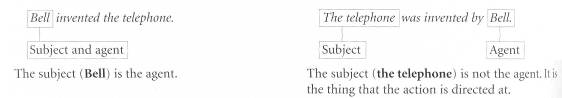 Bell invented the telephone.
Subject and agent
The subject (Bell) is the agent.
The telephone was invented by Bell.
Subject Agent
The subject (the telephone) is not the agent. It is
the thing that the action is directed at.